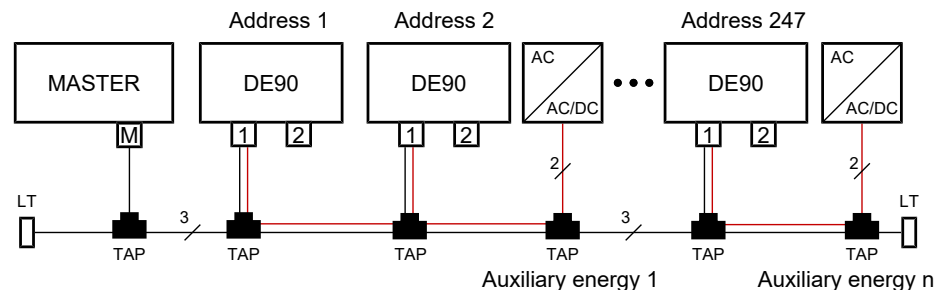 Address 1
Address 2
Address 247
MASTER
DE90
DE90
AC
AC/DC
DE90
AC
AC/DC
M
1
2
1
2
1
2
2
2
LT
3
3
LT
TAP
TAP
TAP
TAP
TAP
TAP
Auxiliary energy 1
Auxiliary energy n